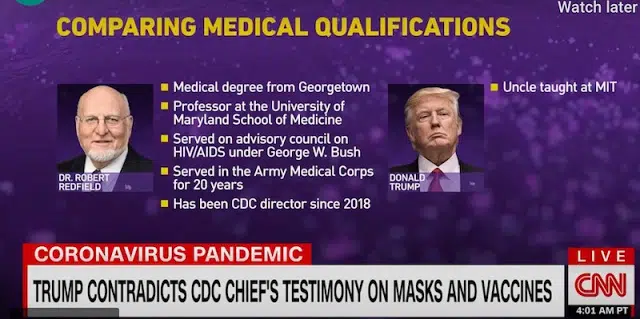 Watch later
COMPARING MEDICAL QUALIFICATIONS
Medical degree from Georgetown
Professor at the University of
Maryland School of Medicine
Served on advisory council on
HIV/AIDS under George W. Bush
Served in the Army Medical Corps
for 20 years
Has been CDC director since 2018
DR. ROBERT
REDFIELD
Uncle taught at MIT
DONALD
TRUMP
CORONAVIRUS PANDEMIC
TRUMP CONTRADICTS CDC CHIEF'S TESTIMONY ON MASKS AND VACCINES
LIVE
CNN
4:01 AM PT